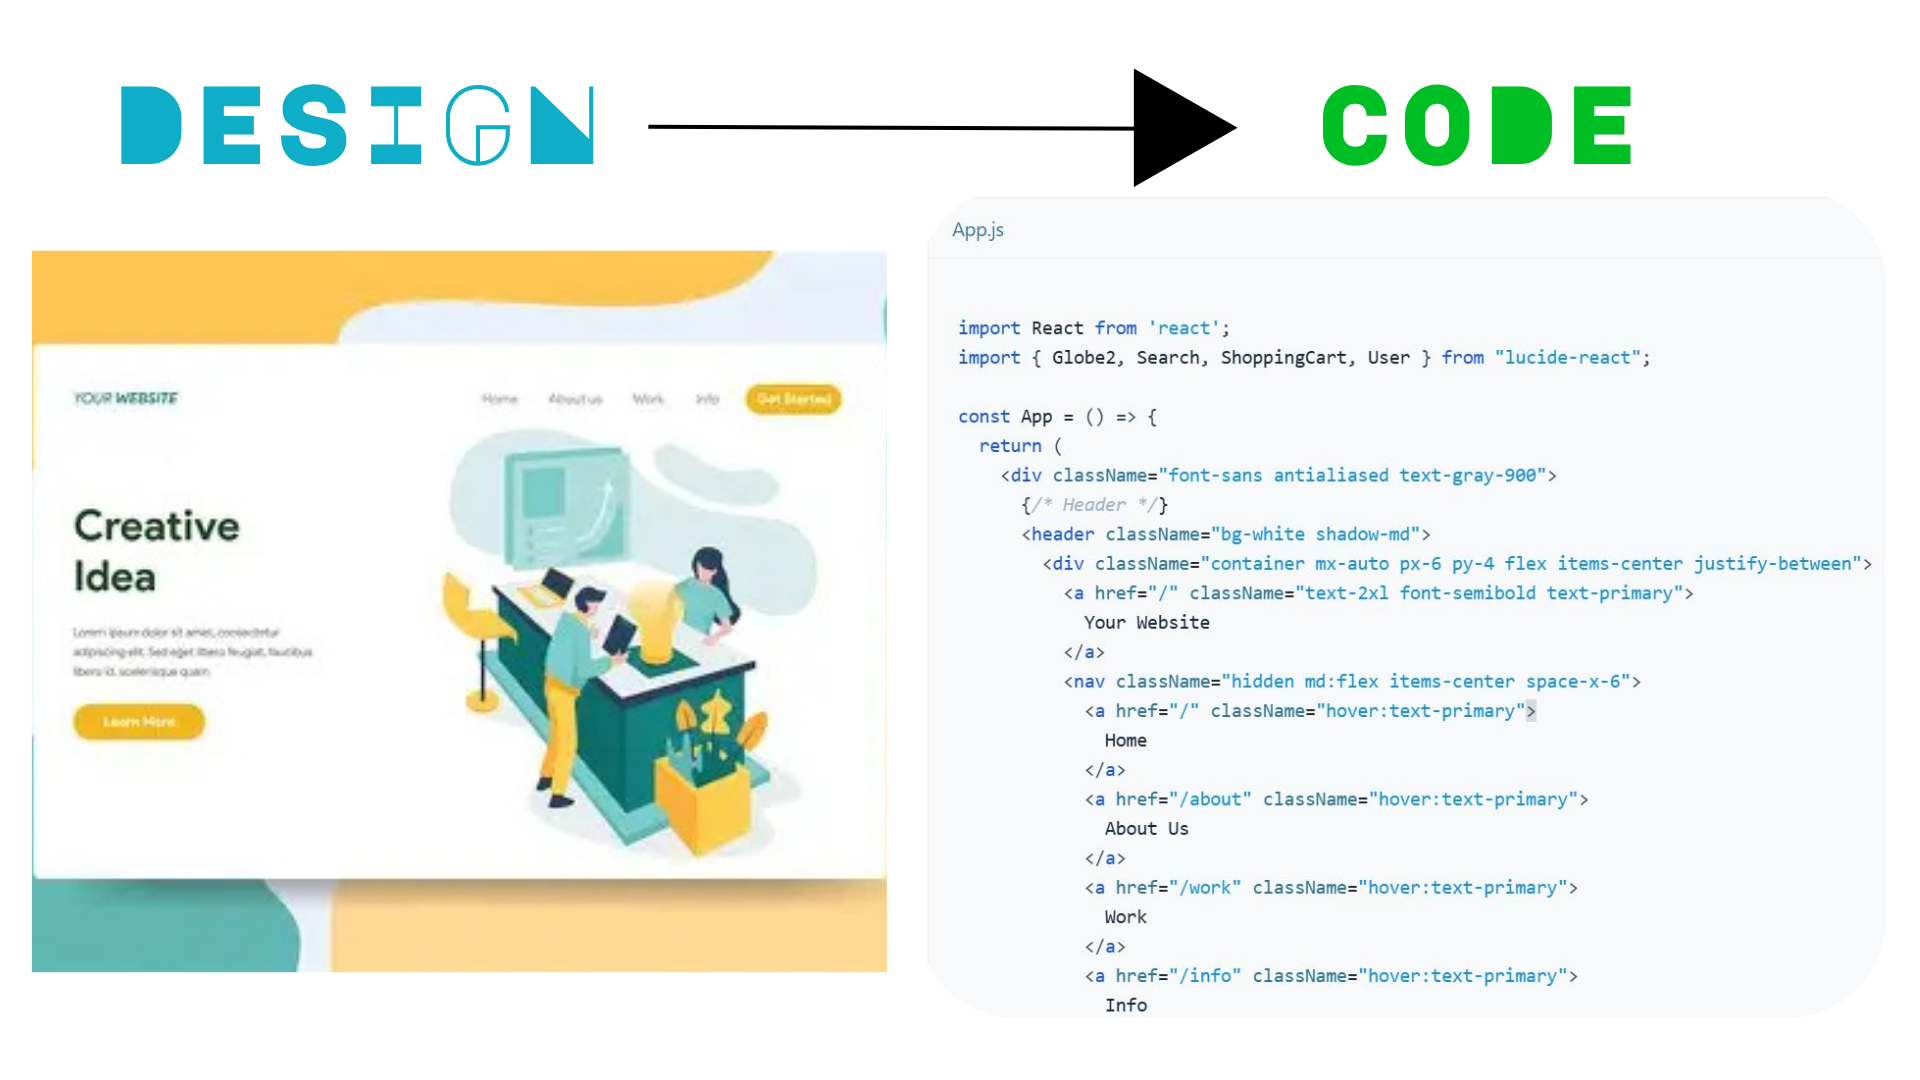 DESIGN
CODE
YOUR WEBSITE
Home About us Work Info Get Started
Creative
Idea
Lorem ipsum dolor sit amet, consectetur
adipiscing elit. Sed eget libero feugiat, faucibus
libero id, scelerisque quam.
Learn More
App.js
import React from 'react';
import { Globe2, Search, ShoppingCart, User } from "lucide-react";
const App = () => {
return (
<div className="font-sans antialiased text-gray-900">
{/* Header */}
<header className="bg-white shadow-md">
<div className="container mx-auto px-6 py-4 flex items-center justify-between">
<a href="/" className="text-2xl font-semibold text-primary">
Your Website
</a>
<nav className="hidden md:flex items-center space-x-6">
<a href="/" className="hover:text-primary">
Home
</a>
<a href="/about" className="hover:text-primary">
About Us
</a>
<a href="/work" className="hover:text-primary">
Work
</a>
<a href="/info" className="hover:text-primary">
Info